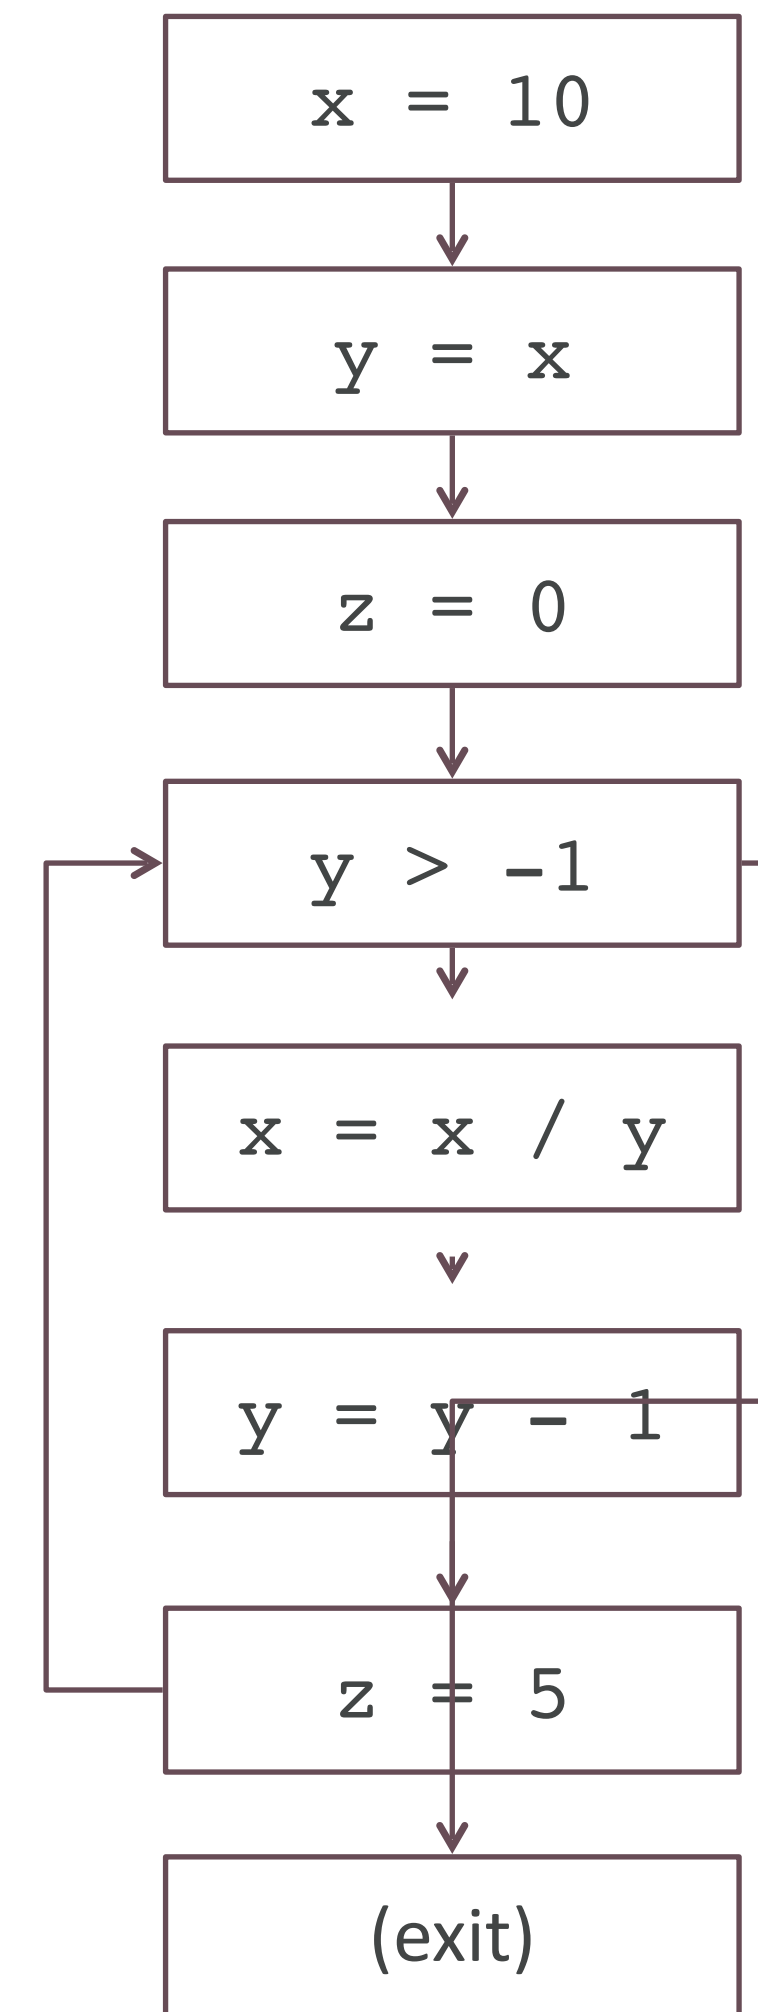 x = 10
y = x
z = 0
y > -1
x = x / y
y = y - 1
z = 5
(exit)